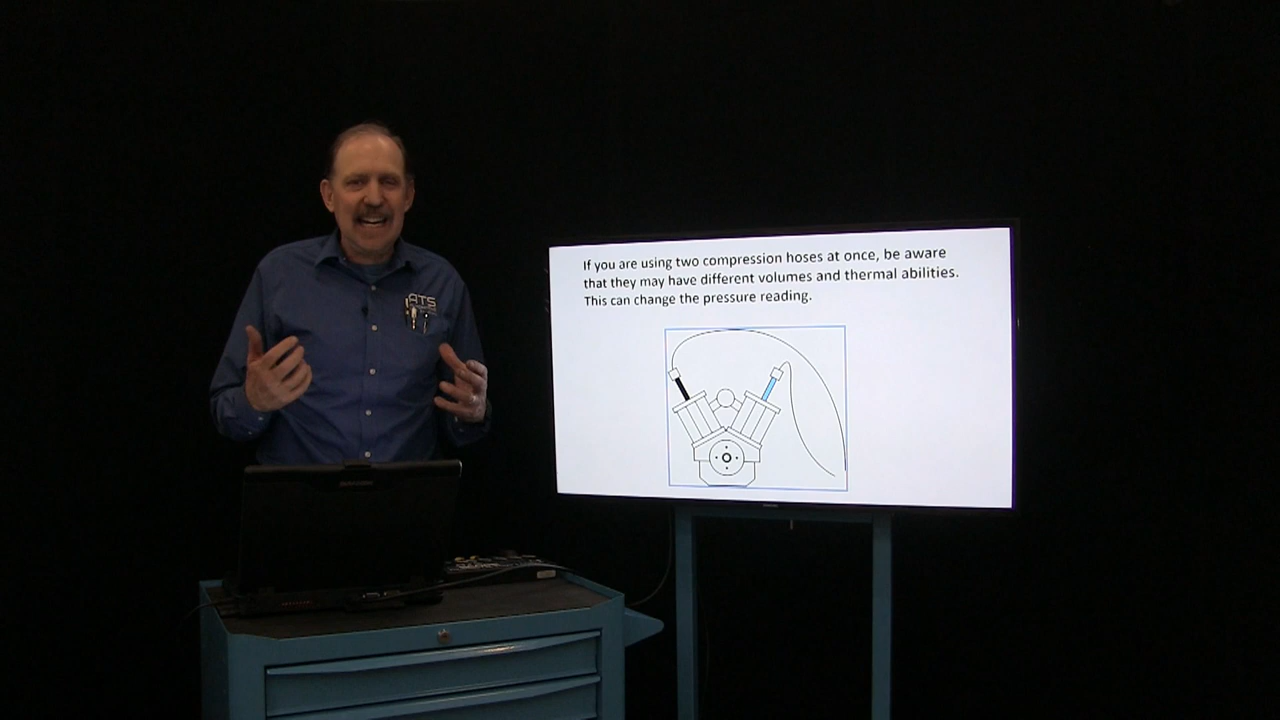 ATS
If you are using two compression hoses at once, be aware
that they may have different volumes and thermal abilities.
This can change the pressure reading.